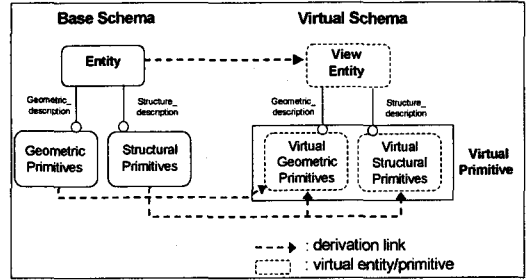 Base Schema
Virtual Schema
Entity
View
Entity
Geometric_
description
Structure_
description
Geometric_
description
Structure_
description
Geometric
Primitives
Structural
Primitives
Virtual
Geometric
Primitives
Virtual
Structural
Primitives
Virtual
Primitive
: derivation link
: virtual entity/primitive